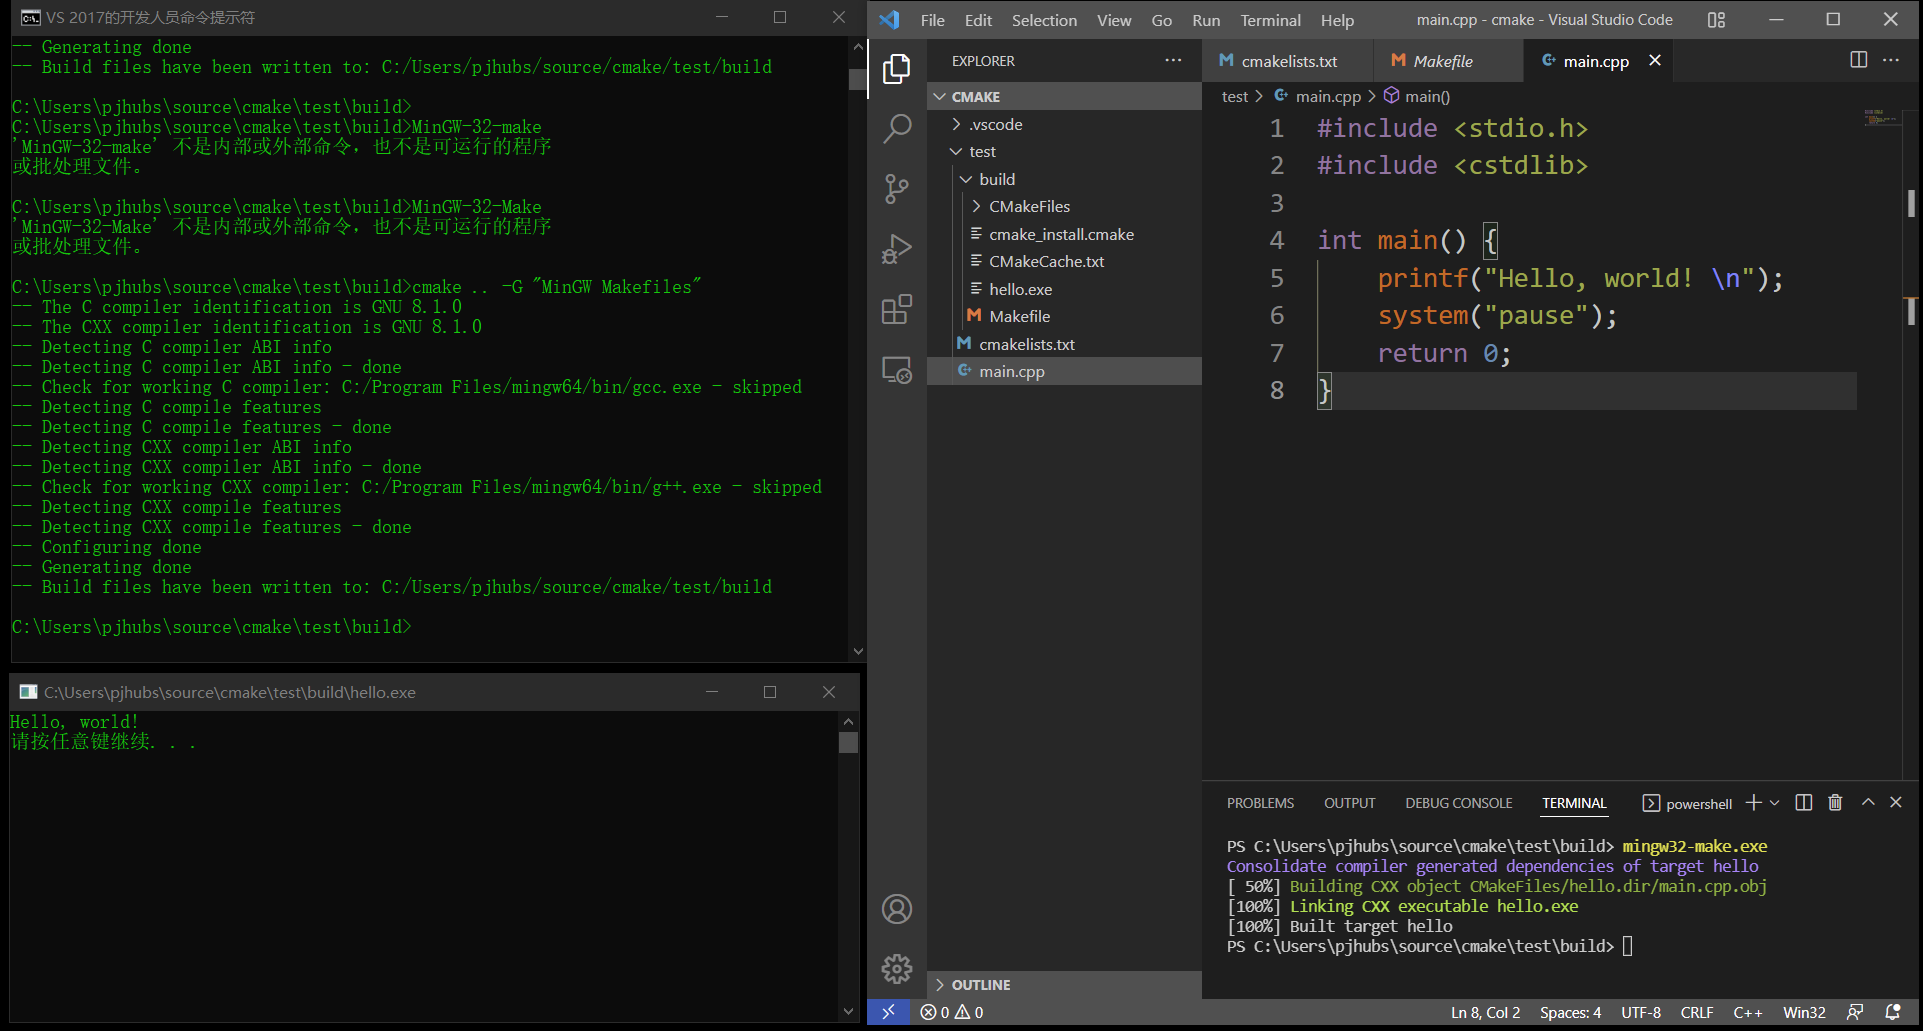 VS 2017的开发人员命令提示符
-- Generating done
-- Build files have been written to: C:/Users/pjhubs/source/cmake/test/build
C:\Users\pjhubs\source\cmake\test\build>
C:\Users\pjhubs\source\cmake\test\build>MinGW-32-make
'MinGW-32-make' 不是内部或外部命令，也不是可运行的程序
或批处理文件。
C:\Users\pjhubs\source\cmake\test\build>MinGW-32-Make
'MinGW-32-Make' 不是内部或外部命令，也不是可运行的程序
或批处理文件。
C:\Users\pjhubs\source\cmake\test\build>cmake .. -G "MinGW Makefiles"
-- The C compiler identification is GNU 8.1.0
-- The CXX compiler identification is GNU 8.1.0
-- Detecting C compiler ABI info
-- Detecting C compiler ABI info - done
-- Check for working C compiler: C:/Program Files/mingw64/bin/gcc.exe - skipped
-- Detecting C compile features
-- Detecting C compile features - done
-- Detecting CXX compiler ABI info
-- Detecting CXX compiler ABI info - done
-- Check for working CXX compiler: C:/Program Files/mingw64/bin/g++.exe - skipped
-- Detecting CXX compile features
-- Detecting CXX compile features - done
-- Configuring done
-- Generating done
-- Build files have been written to: C:/Users/pjhubs/source/cmake/test/build
C:\Users\pjhubs\source\cmake\test\build>
C:\Users\pjhubs\source\cmake\test\build\hello.exe
Hello, world!
请按任意键继续. . .
File Edit Selection View Go Run Terminal Help main.cpp - cmake - Visual Studio Code
EXPLORER ···
CMAKE
.vscode
test
build
CMakeFiles
cmake_install.cmake
CMakeCache.txt
hello.exe
Makefile
cmakelists.txt
main.cpp
OUTLINE
cmakelists.txt Makefile main.cpp
test > main.cpp > main()
1 #include <stdio.h>
2 #include <cstdlib>
3
4 int main() {
5 printf("Hello, world! \n");
6 system("pause");
7 return 0;
8 }
PROBLEMS OUTPUT DEBUG CONSOLE TERMINAL powershell
PS C:\Users\pjhubs\source\cmake\test\build> mingw32-make.exe
Consolidate compiler generated dependencies of target hello
[ 50%] Building CXX object CMakeFiles/hello.dir/main.cpp.obj
[100%] Linking CXX executable hello.exe
[100%] Built target hello
PS C:\Users\pjhubs\source\cmake\test\build>
0 0 Ln 8, Col 2 Spaces: 4 UTF-8 CRLF C++ Win32